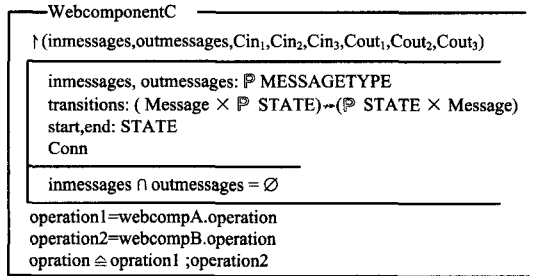 WebcomponentC
↾(inmessages,outmessages,Cin₁,Cin₂,Cin₃,Cout₁,Cout₂,Cout₃)
inmessages, outmessages: ℙ MESSAGETYPE
transitions: ( Message × ℙ STATE)⇸(ℙ STATE × Message)
start,end: STATE
Conn
inmessages ∩ outmessages = ∅
operation1=webcompA.operation
operation2=webcompB.operation
opration ≙ opration1 ;operation2